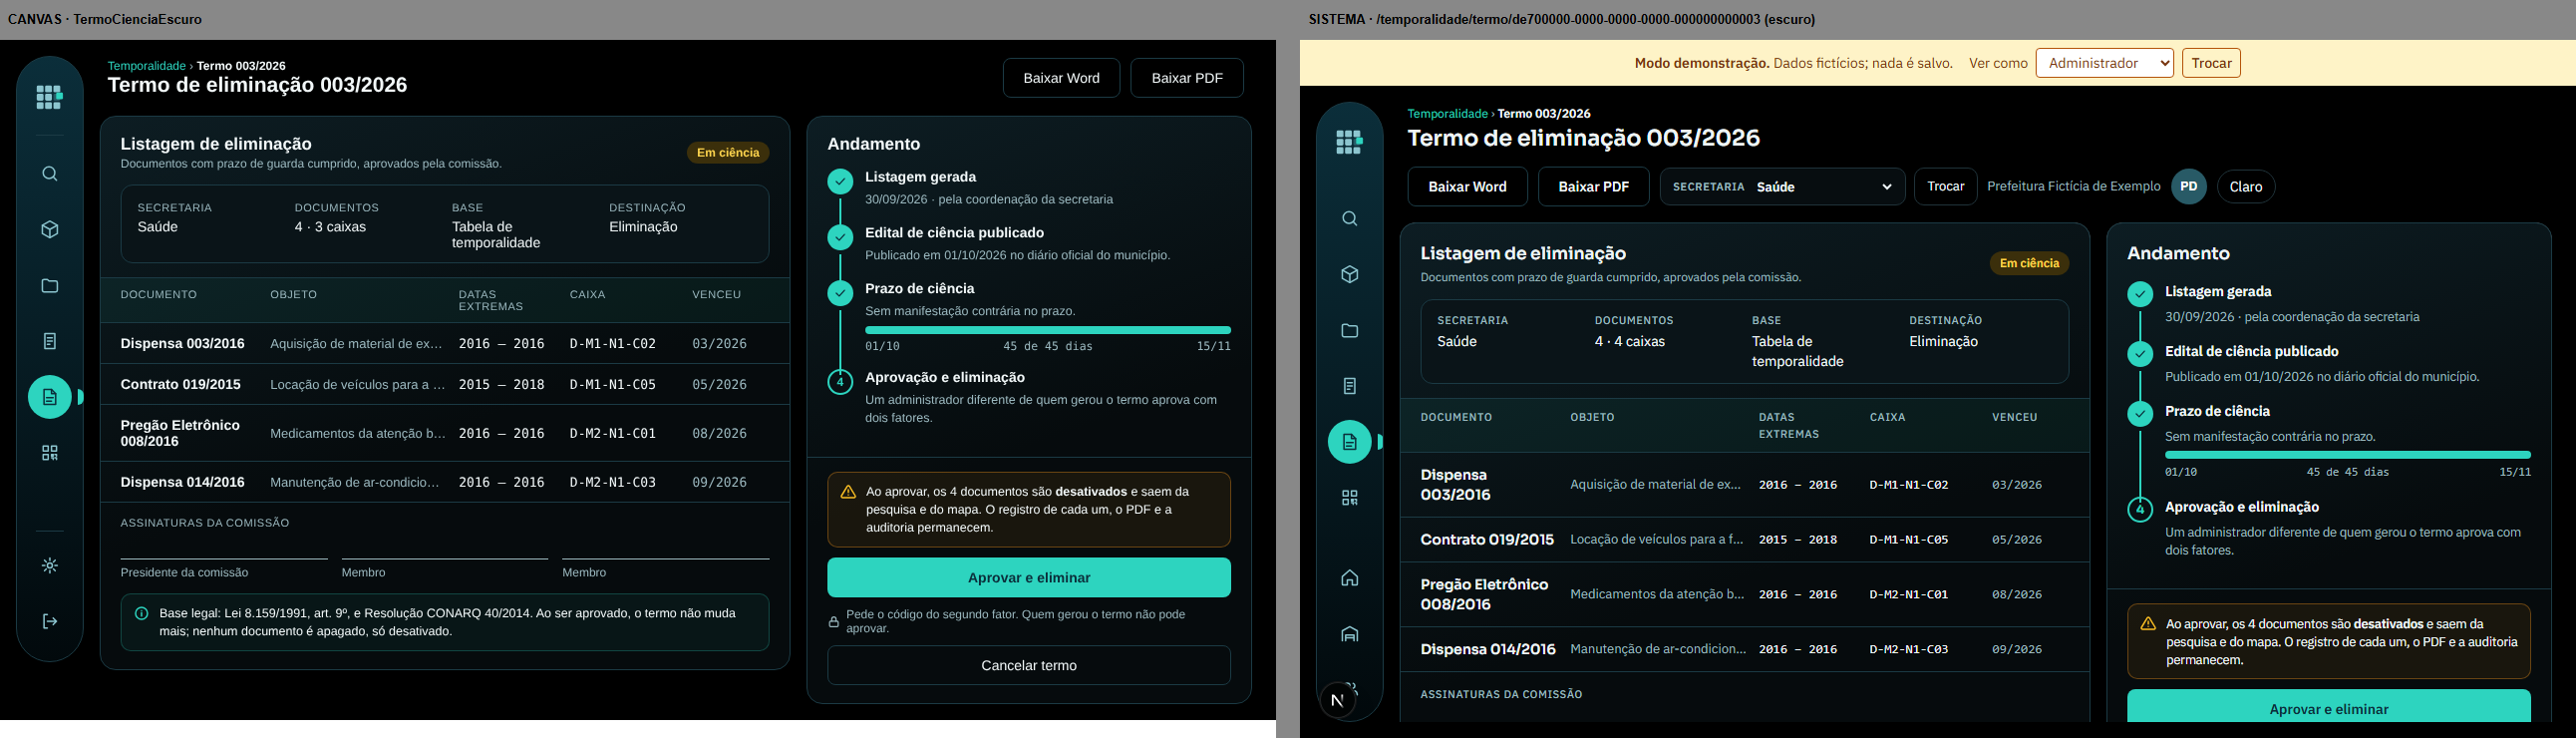 CANVAS · TermoCienciaEscuro
Temporalidade › Termo 003/2026
Termo de eliminação 003/2026
Baixar Word
Baixar PDF
Listagem de eliminação
Documentos com prazo de guarda cumprido, aprovados pela comissão.
Em ciência
SECRETARIA
Saúde
DOCUMENTOS
4 · 3 caixas
BASE
Tabela de
temporalidade
DESTINAÇÃO
Eliminação
DOCUMENTO OBJETO DATAS EXTREMAS CAIXA VENCEU
Dispensa 003/2016 Aquisição de material de ex... 2016 – 2016 D-M1-N1-C02 03/2026
Contrato 019/2015 Locação de veículos para a ... 2015 – 2018 D-M1-N1-C05 05/2026
Pregão Eletrônico 008/2016 Medicamentos da atenção b... 2016 – 2016 D-M2-N1-C01 08/2026
Dispensa 014/2016 Manutenção de ar-condicio... 2016 – 2016 D-M2-N1-C03 09/2026
ASSINATURAS DA COMISSÃO
Presidente da comissão
Membro
Membro
Base legal: Lei 8.159/1991, art. 9º, e Resolução CONARQ 40/2014. Ao ser aprovado, o termo não muda
mais; nenhum documento é apagado, só desativado.
Andamento
Listagem gerada
30/09/2026 · pela coordenação da secretaria
Edital de ciência publicado
Publicado em 01/10/2026 no diário oficial do município.
Prazo de ciência
Sem manifestação contrária no prazo.
01/10 45 de 45 dias 15/11
4
Aprovação e eliminação
Um administrador diferente de quem gerou o termo aprova com
dois fatores.
Ao aprovar, os 4 documentos são desativados e saem da
pesquisa e do mapa. O registro de cada um, o PDF e a
auditoria permanecem.
Aprovar e eliminar
Pede o código do segundo fator. Quem gerou o termo não pode
aprovar.
Cancelar termo
SISTEMA · /temporalidade/termo/de700000-0000-0000-0000-000000000003 (escuro)
Modo demonstração. Dados fictícios; nada é salvo. Ver como Administrador Trocar
Temporalidade › Termo 003/2026
Termo de eliminação 003/2026
Baixar Word
Baixar PDF
SECRETARIA Saúde
Trocar
Prefeitura Fictícia de Exemplo
PD
Claro
Listagem de eliminação
Documentos com prazo de guarda cumprido, aprovados pela comissão.
Em ciência
SECRETARIA
Saúde
DOCUMENTOS
4 · 4 caixas
BASE
Tabela de
temporalidade
DESTINAÇÃO
Eliminação
DOCUMENTO OBJETO DATAS EXTREMAS CAIXA VENCEU
Dispensa 003/2016 Aquisição de material de ex... 2016 – 2016 D-M1-N1-C02 03/2026
Contrato 019/2015 Locação de veículos para a f... 2015 – 2018 D-M1-N1-C05 05/2026
Pregão Eletrônico 008/2016 Medicamentos da atenção b... 2016 – 2016 D-M2-N1-C01 08/2026
Dispensa 014/2016 Manutenção de ar-condicion... 2016 – 2016 D-M2-N1-C03 09/2026
ASSINATURAS DA COMISSÃO
N
Andamento
Listagem gerada
30/09/2026 · pela coordenação da secretaria
Edital de ciência publicado
Publicado em 01/10/2026 no diário oficial do município.
Prazo de ciência
Sem manifestação contrária no prazo.
01/10 45 de 45 dias 15/11
4
Aprovação e eliminação
Um administrador diferente de quem gerou o termo aprova com
dois fatores.
Ao aprovar, os 4 documentos são desativados e saem da
pesquisa e do mapa. O registro de cada um, o PDF e a auditoria
permanecem.
Aprovar e eliminar